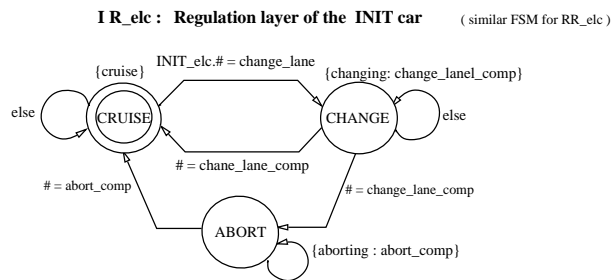 I R_elc : Regulation layer of the INIT car ( similar FSM for RR_elc )
{cruise}
INIT_elc.# = change_lane
{changing: change_lanel_comp}
else
CRUISE
CHANGE
else
# = chane_lane_comp
# = abort_comp
# = change_lane_comp
ABORT
{aborting : abort_comp}